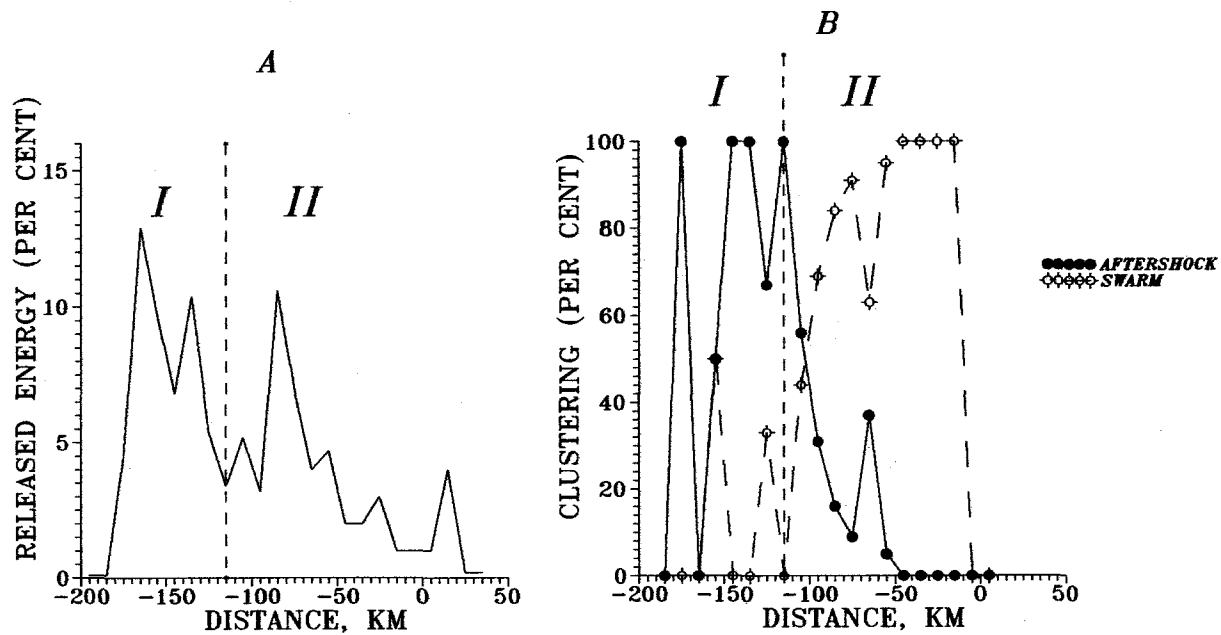 A
B
I
II
I
II
RELEASED ENERGY (PER CENT)
15
10
5
0
-200
-150
-100
-50
0
50
DISTANCE, KM
CLUSTERING (PER CENT)
100
80
60
40
20
0
-200
-150
-100
-50
0
50
DISTANCE, KM
AFTERSHOCK
SWARM